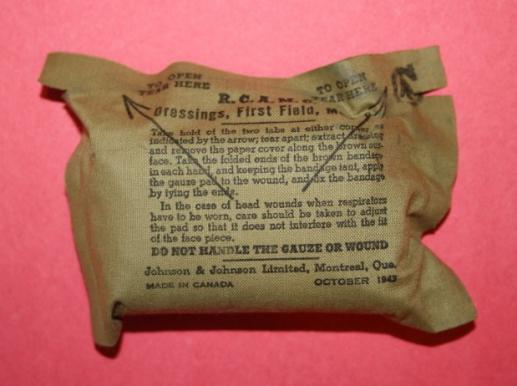 TO OPEN
TEAR HERE
TO OPEN
TEAR HERE
R.C.A.M.
Dressings, First Field,
Take hold of the two tabs at either corner as
indicated by the arrow; tear apart; extract dressing
and remove the paper cover along the brown sur-
face. Take the folded ends of the brown bandage
in each hand, and keeping the bandage taut, apply
the gauze pad to the wound, and fix the bandage
by tying the ends.
In the case of head wounds when respirators
have to be worn, care should be taken to adjust
the pad so that it does not interfere with the fit
of the face piece.
DO NOT HANDLE THE GAUZE OR WOUND
Johnson & Johnson Limited, Montreal, Que.
MADE IN CANADA
OCTOBER 1943